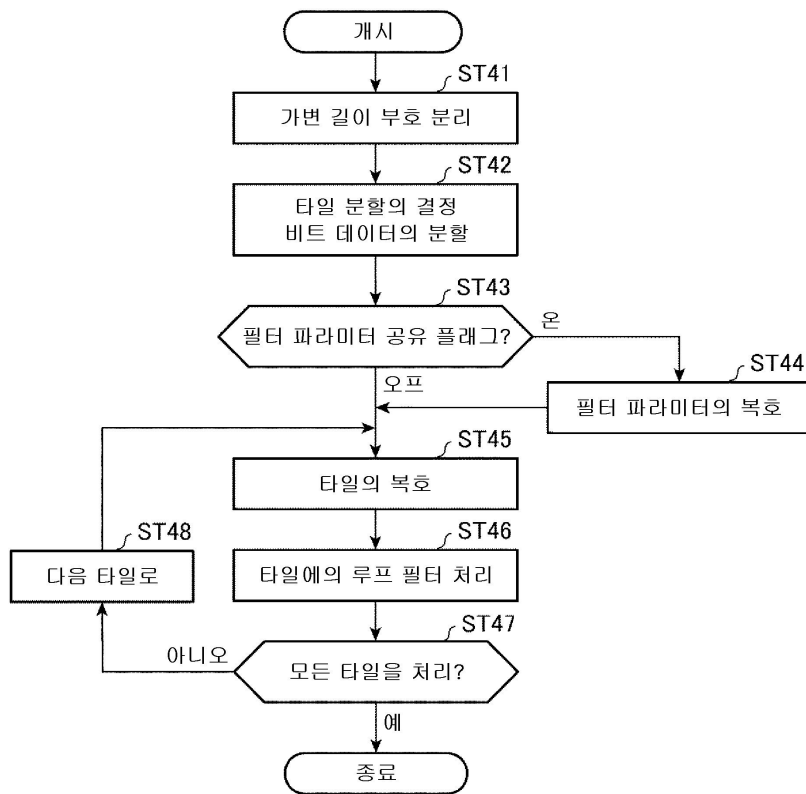 개시
ST41
가변 길이 부호 분리
ST42
타일 분할의 결정
비트 데이터의 분할
ST43
필터 파라미터 공유 플래그?
온
오프
ST44
필터 파라미터의 복호
ST45
타일의 복호
ST48
다음 타일로
ST46
타일에의 루프 필터 처리
ST47
모든 타일을 처리?
아니오
예
종료